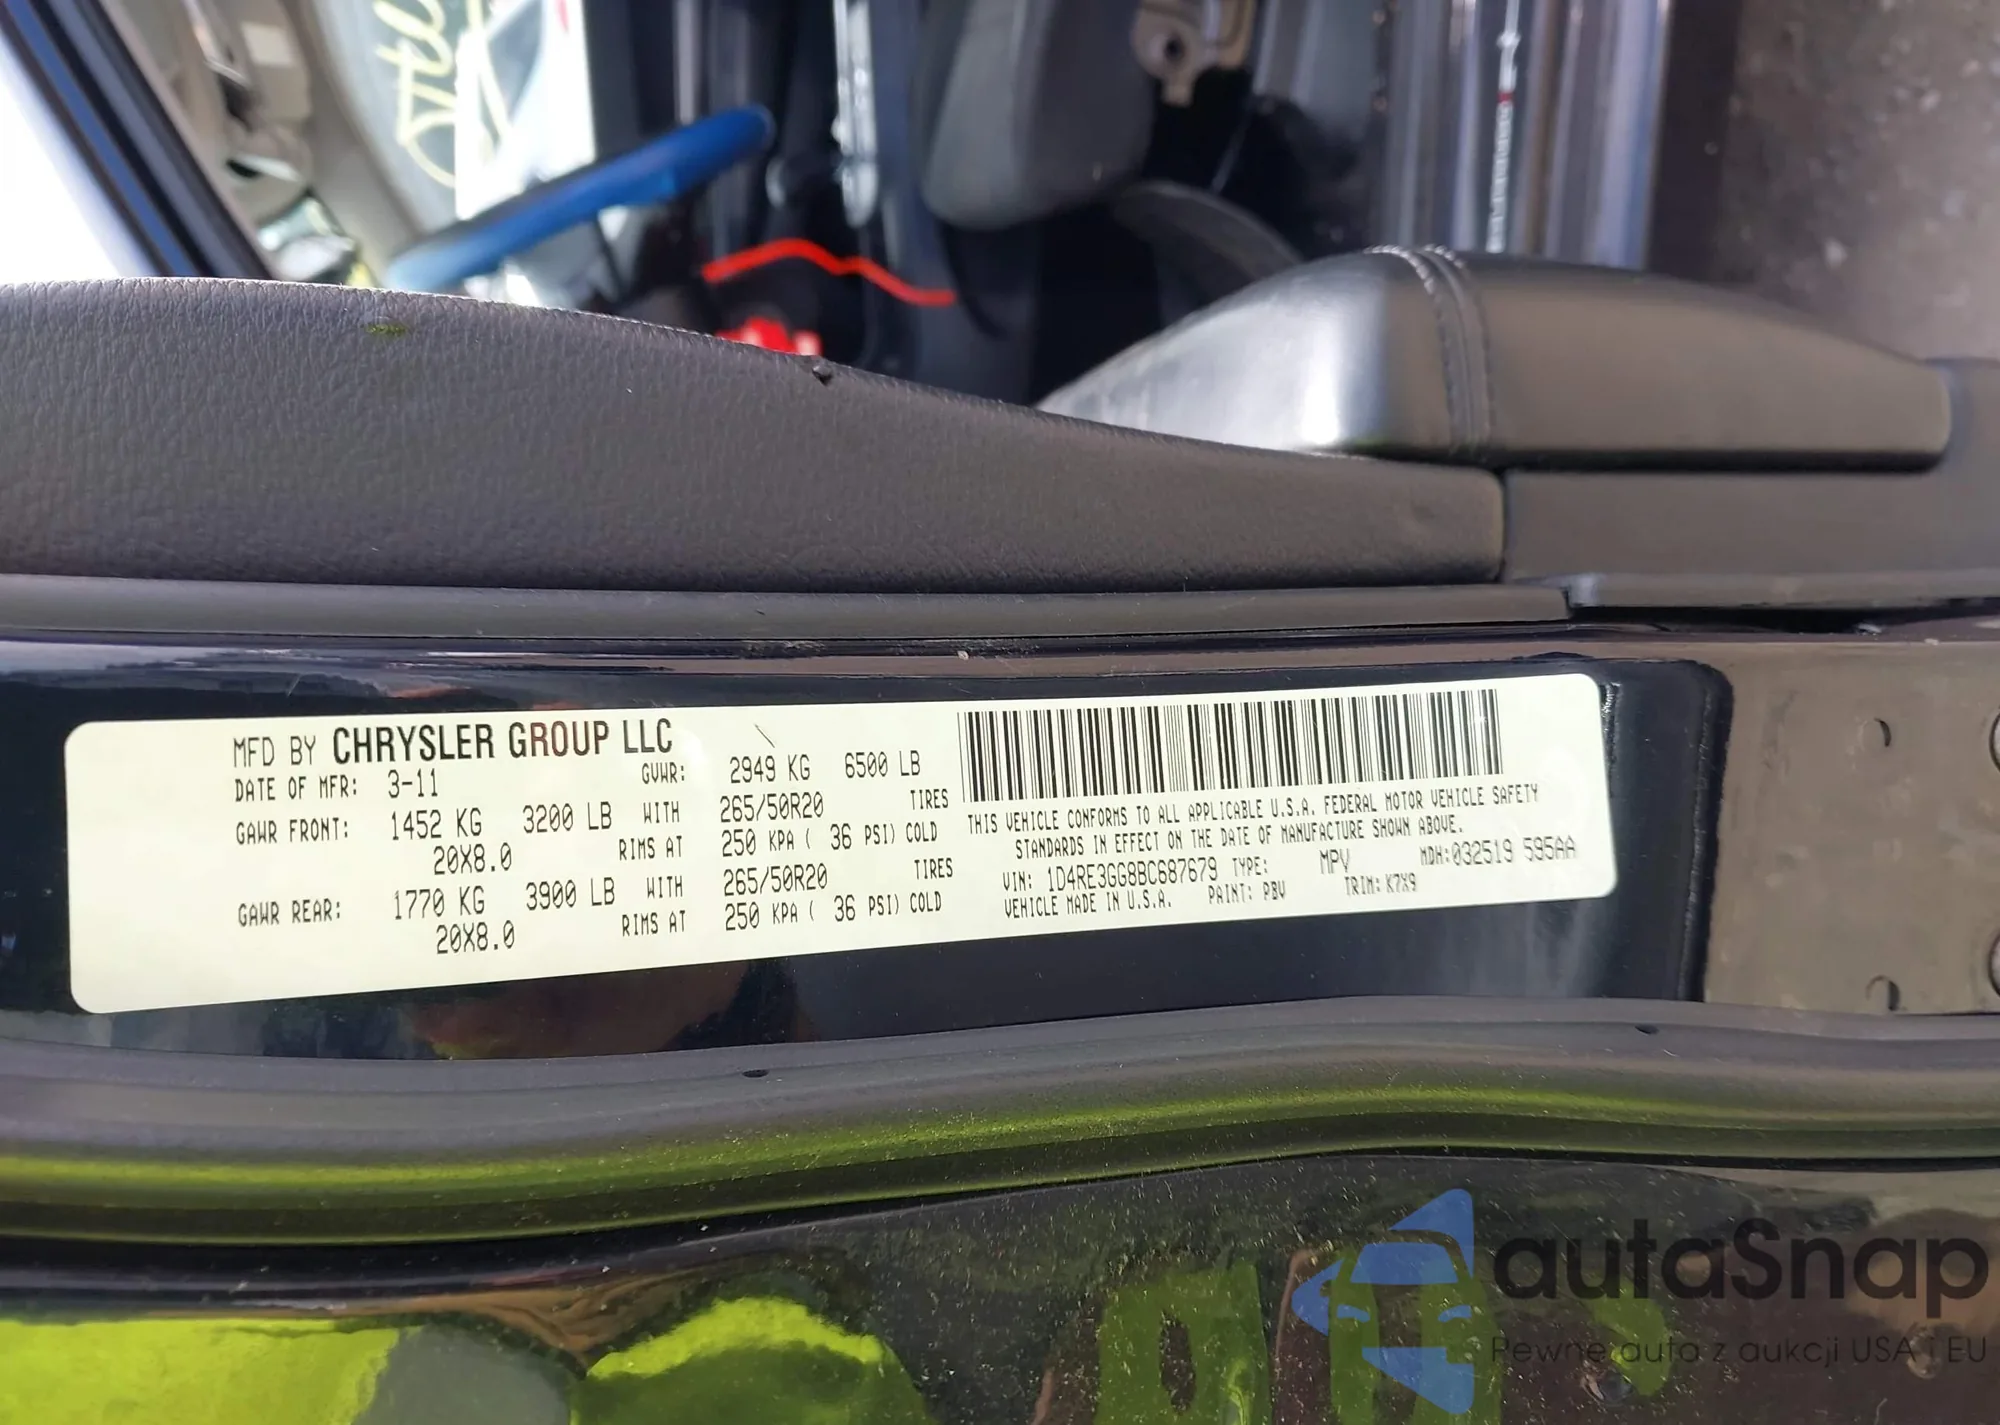 MFD BY CHRYSLER GROUP LLC
DATE OF MFR: 3-11 GVWR: 2949 KG 6500 LB
GAWR FRONT: 1452 KG 3200 LB WITH 265/50R20 TIRES
20X8.0 RIMS AT 250 KPA ( 36 PSI) COLD
GAWR REAR: 1770 KG 3900 LB WITH 265/50R20 TIRES
20X8.0 RIMS AT 250 KPA ( 36 PSI) COLD
THIS VEHICLE CONFORMS TO ALL APPLICABLE U.S.A. FEDERAL MOTOR VEHICLE SAFETY
STANDARDS IN EFFECT ON THE DATE OF MANUFACTURE SHOWN ABOVE.
VIN: 1D4RE3GG8BC687679 TYPE: MPV MDH:032519 595AA
VEHICLE MADE IN U.S.A. PAINT: PBV TRIM: K7X9
autaSnap
Pewne auta z aukcji USA i EU